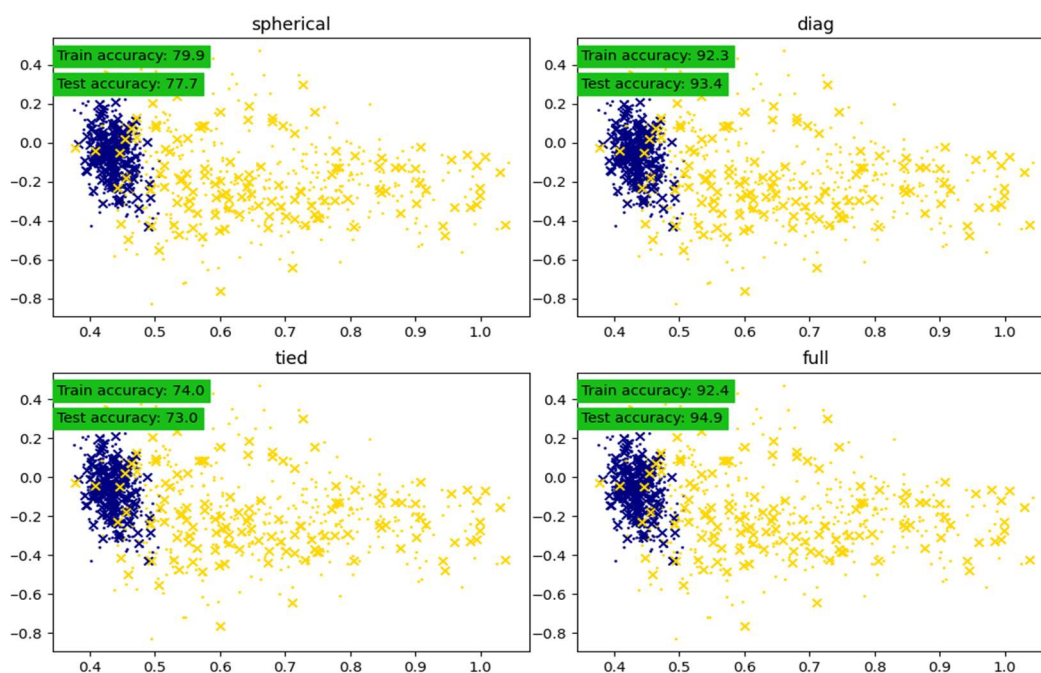 spherical
Train accuracy: 79.9
Test accuracy: 77.7
0.4
0.2
0.0
−0.2
−0.4
−0.6
−0.8
0.4 0.5 0.6 0.7 0.8 0.9 1.0
diag
Train accuracy: 92.3
Test accuracy: 93.4
0.4
0.2
0.0
−0.2
−0.4
−0.6
−0.8
0.4 0.5 0.6 0.7 0.8 0.9 1.0
tied
Train accuracy: 74.0
Test accuracy: 73.0
0.4
0.2
0.0
−0.2
−0.4
−0.6
−0.8
0.4 0.5 0.6 0.7 0.8 0.9 1.0
full
Train accuracy: 92.4
Test accuracy: 94.9
0.4
0.2
0.0
−0.2
−0.4
−0.6
−0.8
0.4 0.5 0.6 0.7 0.8 0.9 1.0